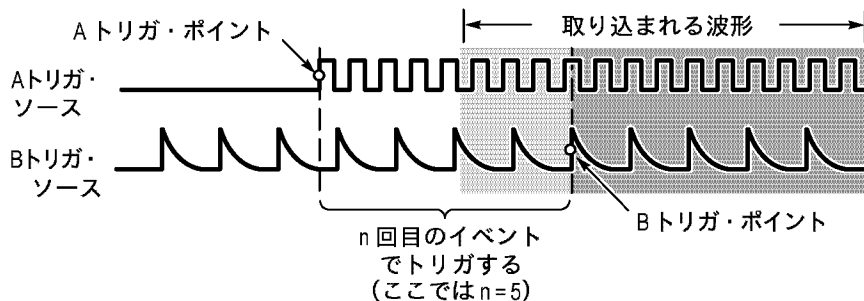 Aトリガ・ポイント
取り込まれる波形
Aトリガ・
ソース
Bトリガ・
ソース
Bトリガ・ポイント
n回目のイベント
でトリガする
(ここではn=5)